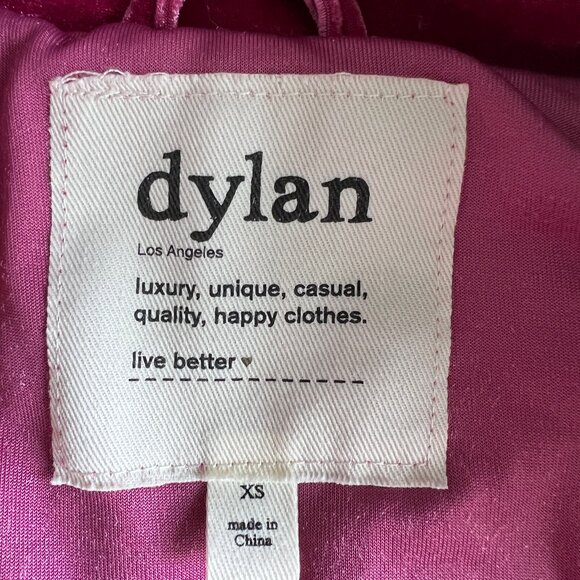 dylan
Los Angeles
luxury, unique, casual,
quality, happy clothes.
live better ♥
XS
made in
China